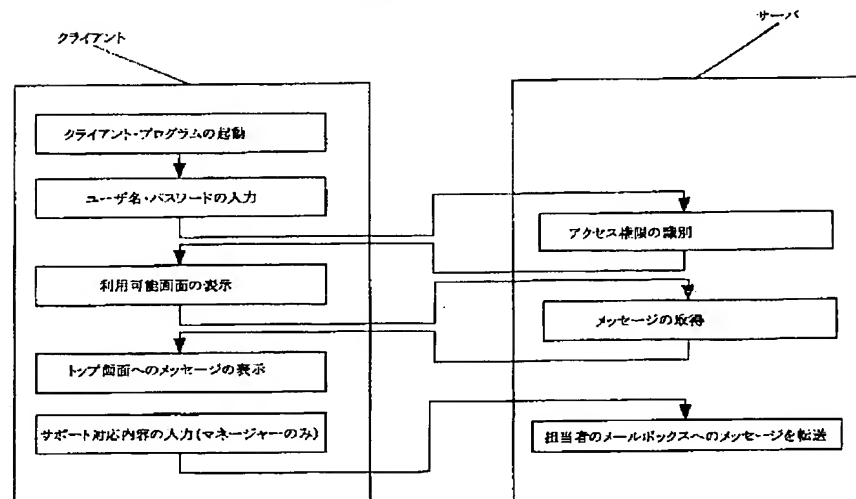 クライアント
サーバ
クライアント・プログラムの起動
ユーザ名・パスワードの入力
アクセス権限の識別
利用可能画面の表示
メッセージの取得
トップ画面へのメッセージの表示
サポート対応内容の入力(マネージャーのみ)
担当者のメールボックスへのメッセージを転送